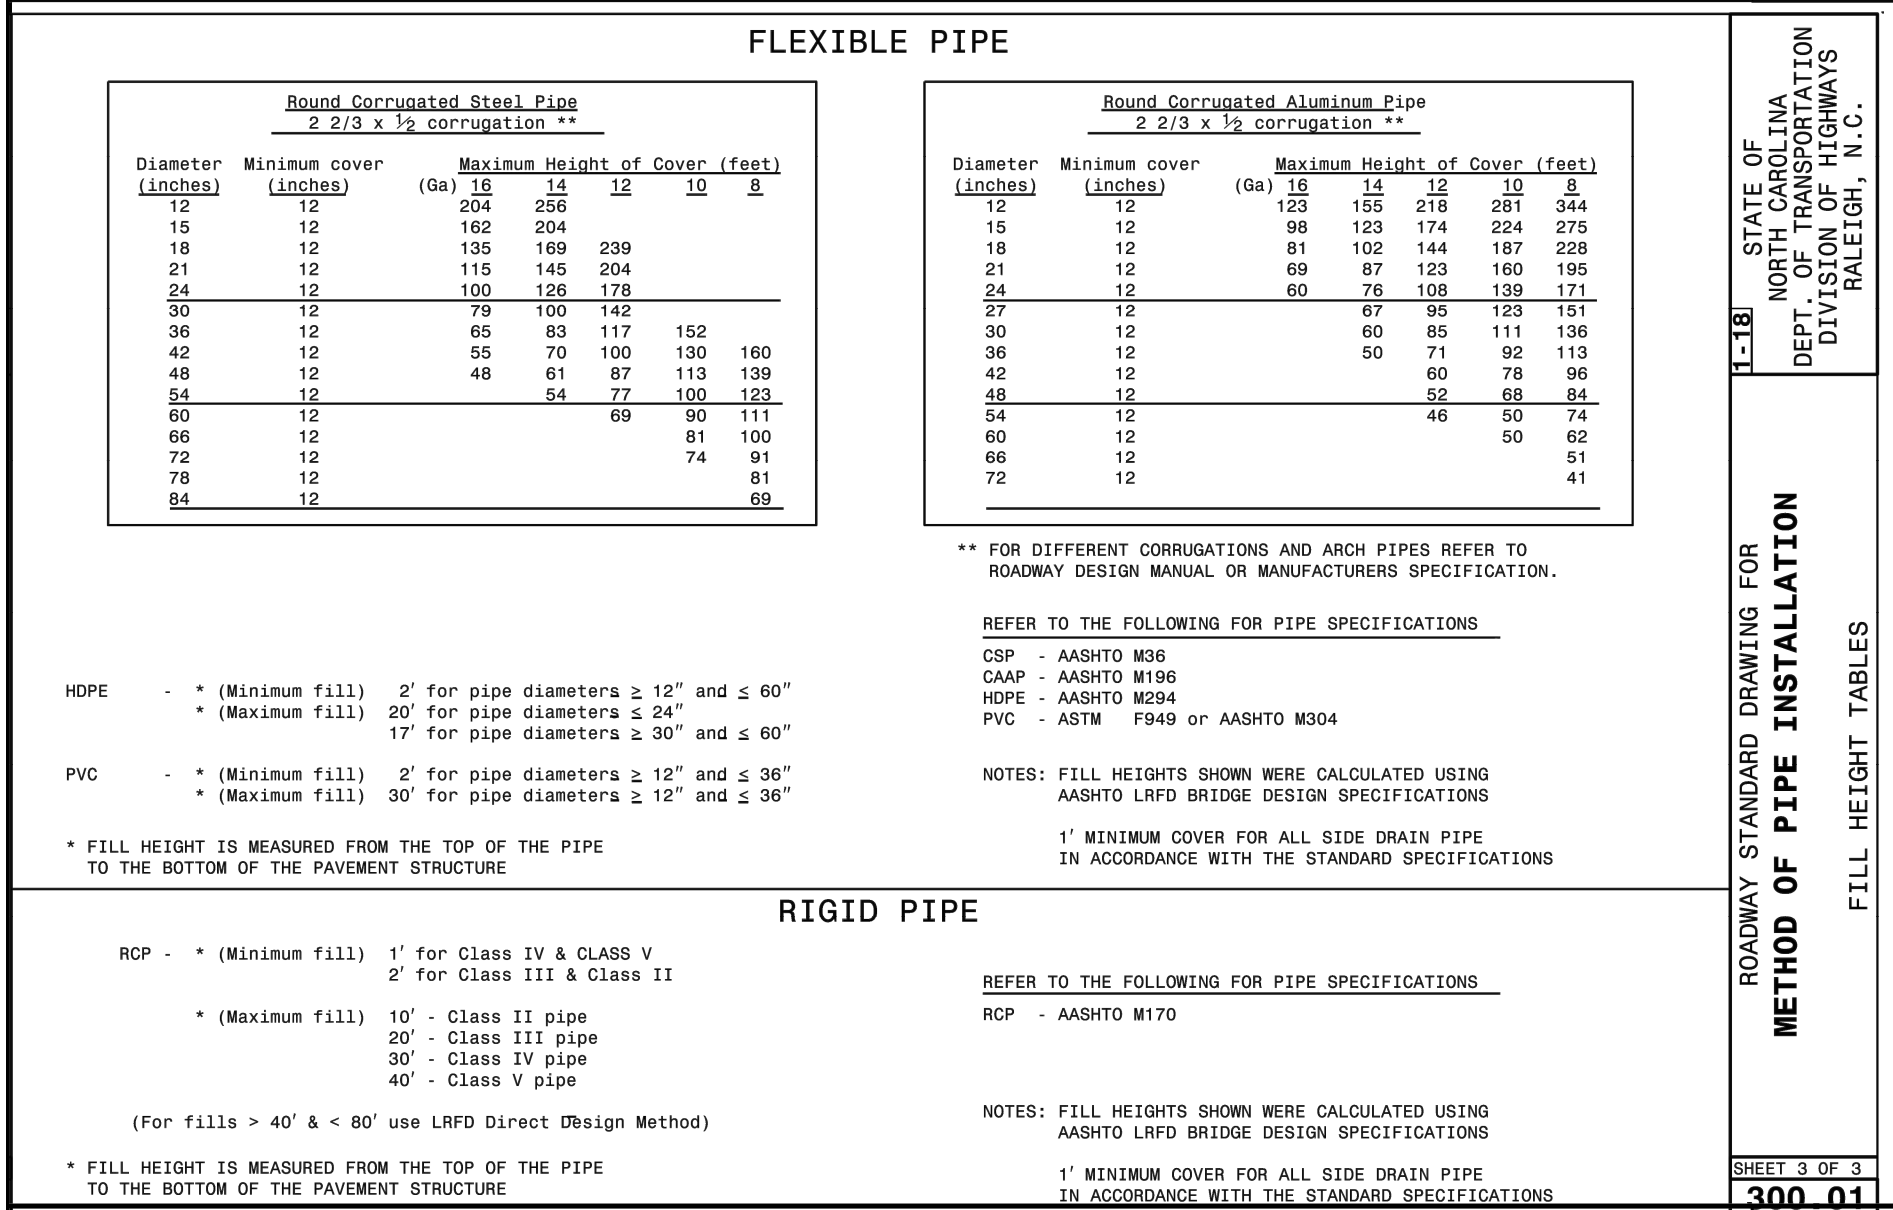 FLEXIBLE PIPE
Round Corrugated Steel Pipe
2 2/3 x ½ corrugation **
Diameter Minimum cover Maximum Height of Cover (feet)
(inches) (inches) (Ga) 16 14 12 10 8
12 12 204 256
15 12 162 204
18 12 135 169 239
21 12 115 145 204
24 12 100 126 178
30 12 79 100 142
36 12 65 83 117 152
42 12 55 70 100 130 160
48 12 48 61 87 113 139
54 12 54 77 100 123
60 12 69 90 111
66 12 81 100
72 12 74 91
78 12 81
84 12 69
Round Corrugated Aluminum Pipe
2 2/3 x ½ corrugation **
Diameter Minimum cover Maximum Height of Cover (feet)
(inches) (inches) (Ga) 16 14 12 10 8
12 12 123 155 218 281 344
15 12 98 123 174 224 275
18 12 81 102 144 187 228
21 12 69 87 123 160 195
24 12 60 76 108 139 171
27 12 67 95 123 151
30 12 60 85 111 136
36 12 50 71 92 113
42 12 60 78 96
48 12 52 68 84
54 12 46 50 74
60 12 50 62
66 12 51
72 12 41
** FOR DIFFERENT CORRUGATIONS AND ARCH PIPES REFER TO
ROADWAY DESIGN MANUAL OR MANUFACTURERS SPECIFICATION.
HDPE - * (Minimum fill) 2′ for pipe diameters ≥ 12″ and ≤ 60″
* (Maximum fill) 20′ for pipe diameters ≤ 24″
17′ for pipe diameters ≥ 30″ and ≤ 60″
PVC - * (Minimum fill) 2′ for pipe diameters ≥ 12″ and ≤ 36″
* (Maximum fill) 30′ for pipe diameters ≥ 12″ and ≤ 36″
* FILL HEIGHT IS MEASURED FROM THE TOP OF THE PIPE
TO THE BOTTOM OF THE PAVEMENT STRUCTURE
REFER TO THE FOLLOWING FOR PIPE SPECIFICATIONS
CSP - AASHTO M36
CAAP - AASHTO M196
HDPE - AASHTO M294
PVC - ASTM F949 or AASHTO M304
NOTES: FILL HEIGHTS SHOWN WERE CALCULATED USING
AASHTO LRFD BRIDGE DESIGN SPECIFICATIONS
1′ MINIMUM COVER FOR ALL SIDE DRAIN PIPE
IN ACCORDANCE WITH THE STANDARD SPECIFICATIONS
RIGID PIPE
RCP - * (Minimum fill) 1′ for Class IV & CLASS V
2′ for Class III & Class II
* (Maximum fill) 10′ - Class II pipe
20′ - Class III pipe
30′ - Class IV pipe
40′ - Class V pipe
(For fills > 40′ & < 80′ use LRFD Direct Design Method)
* FILL HEIGHT IS MEASURED FROM THE TOP OF THE PIPE
TO THE BOTTOM OF THE PAVEMENT STRUCTURE
REFER TO THE FOLLOWING FOR PIPE SPECIFICATIONS
RCP - AASHTO M170
NOTES: FILL HEIGHTS SHOWN WERE CALCULATED USING
AASHTO LRFD BRIDGE DESIGN SPECIFICATIONS
1′ MINIMUM COVER FOR ALL SIDE DRAIN PIPE
IN ACCORDANCE WITH THE STANDARD SPECIFICATIONS
1-18
STATE OF
NORTH CAROLINA
DEPT. OF TRANSPORTATION
DIVISION OF HIGHWAYS
RALEIGH, N.C.
ROADWAY STANDARD DRAWING FOR
METHOD OF PIPE INSTALLATION
FILL HEIGHT TABLES
SHEET 3 OF 3
300.01